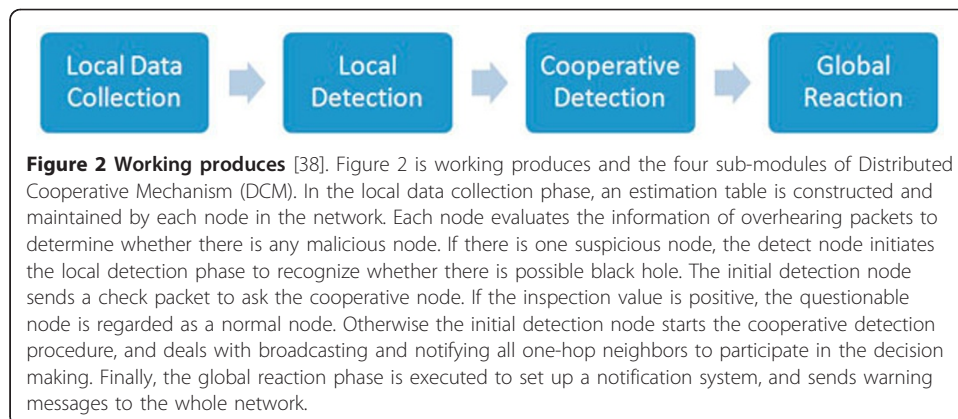 Local Data
Collection
Local
Detection
Cooperative
Detection
Global
Reaction
Figure 2 Working produces [38]. Figure 2 is working produces and the four sub-modules of Distributed
Cooperative Mechanism (DCM). In the local data collection phase, an estimation table is constructed and
maintained by each node in the network. Each node evaluates the information of overhearing packets to
determine whether there is any malicious node. If there is one suspicious node, the detect node initiates
the local detection phase to recognize whether there is possible black hole. The initial detection node
sends a check packet to ask the cooperative node. If the inspection value is positive, the questionable
node is regarded as a normal node. Otherwise the initial detection node starts the cooperative detection
procedure, and deals with broadcasting and notifying all one-hop neighbors to participate in the decision
making. Finally, the global reaction phase is executed to set up a notification system, and sends warning
messages to the whole network.